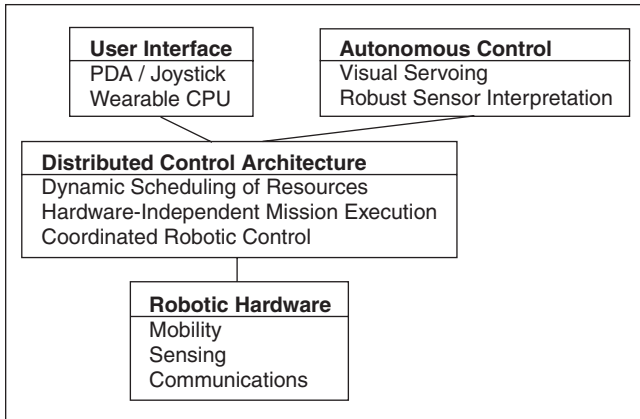 User Interface
PDA / Joystick
Wearable CPU
Autonomous Control
Visual Servoing
Robust Sensor Interpretation
Distributed Control Architecture
Dynamic Scheduling of Resources
Hardware-Independent Mission Execution
Coordinated Robotic Control
Robotic Hardware
Mobility
Sensing
Communications